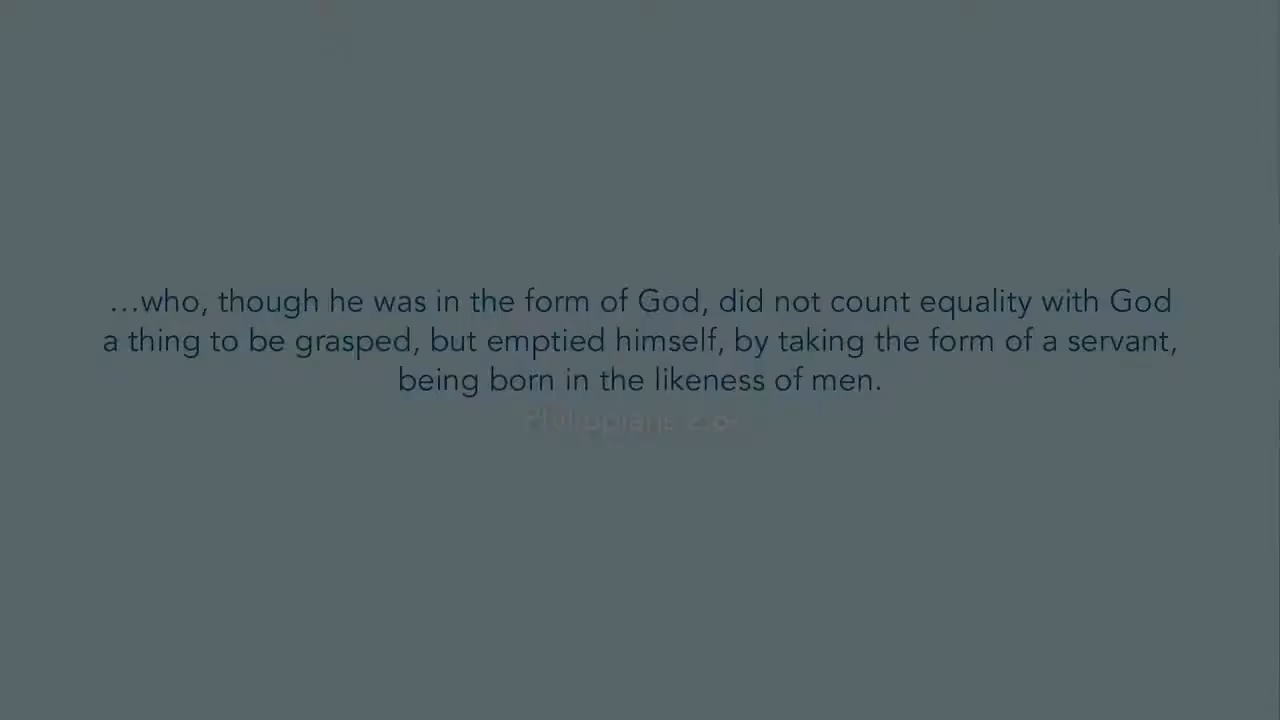 …who, though he was in the form of God, did not count equality with God
a thing to be grasped, but emptied himself, by taking the form of a servant,
being born in the likeness of men.
Philippians